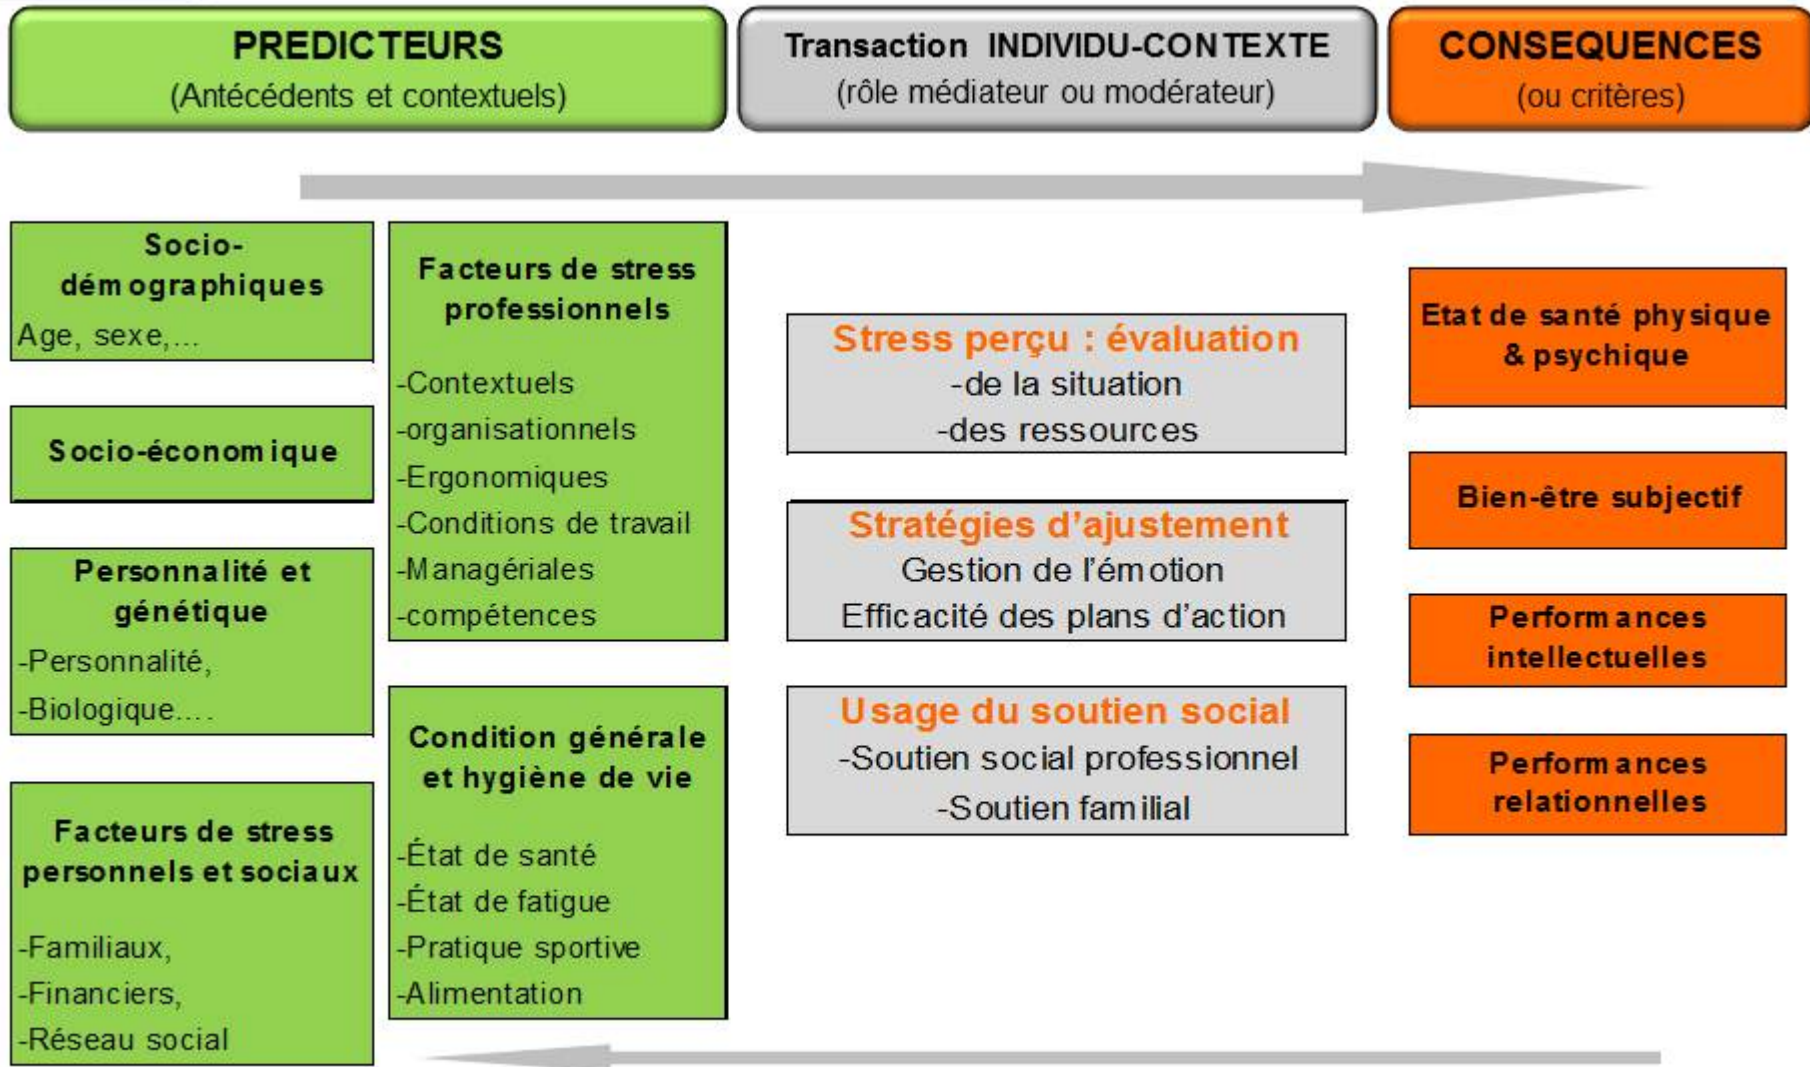 PREDICTEURS
(Antécédents et contextuels)
Transaction INDIVIDU-CONTEXTE
(rôle médiateur ou modérateur)
CONSEQUENCES
(ou critères)
Socio-
démographiques
Age, sexe,...
Socio-économique
Personnalité et
génétique
-Personnalité,
-Biologique....
Facteurs de stress
personnels et sociaux
-Familiaux,
-Financiers,
-Réseau social
Facteurs de stress
professionnels
-Contextuels
-organisationnels
-Ergonomiques
-Conditions de travail
-Managériales
-compétences
Condition générale
et hygiène de vie
-État de santé
-État de fatigue
-Pratique sportive
-Alimentation
Stress perçu : évaluation
-de la situation
-des ressources
Stratégies d'ajustement
Gestion de l'émotion
Efficacité des plans d'action
Usage du soutien social
-Soutien social professionnel
-Soutien familial
Etat de santé physique
& psychique
Bien-être subjectif
Performances
intellectuelles
Performances
relationnelles